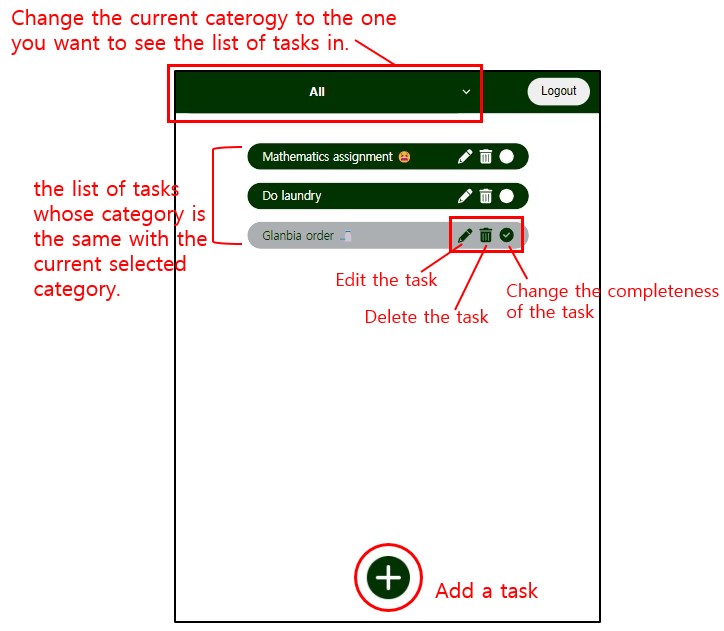 Change the current caterogy to the one
you want to see the list of tasks in.
All
Logout
Mathematics assignment
Do laundry
Glanbia order
the list of tasks
whose category is
the same with the
current selected
category.
Edit the task
Delete the task
Change the completeness
of the task
Add a task